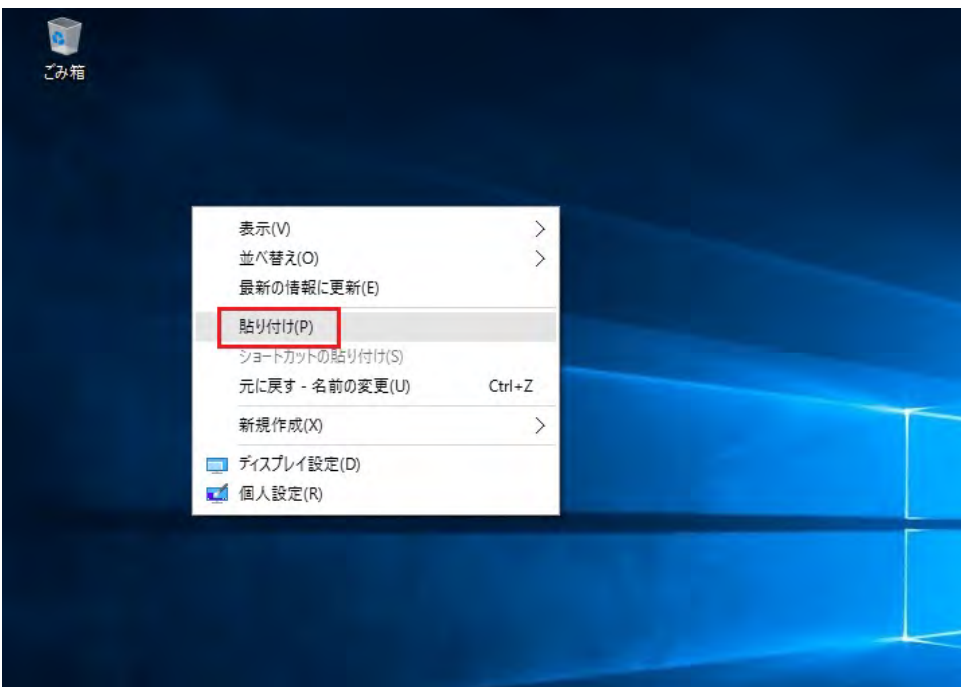 ごみ箱
表示(V)
並べ替え(O)
最新の情報に更新(E)
貼り付け(P)
ショートカットの貼り付け(S)
元に戻す - 名前の変更(U) Ctrl+Z
新規作成(X)
ディスプレイ設定(D)
個人設定(R)